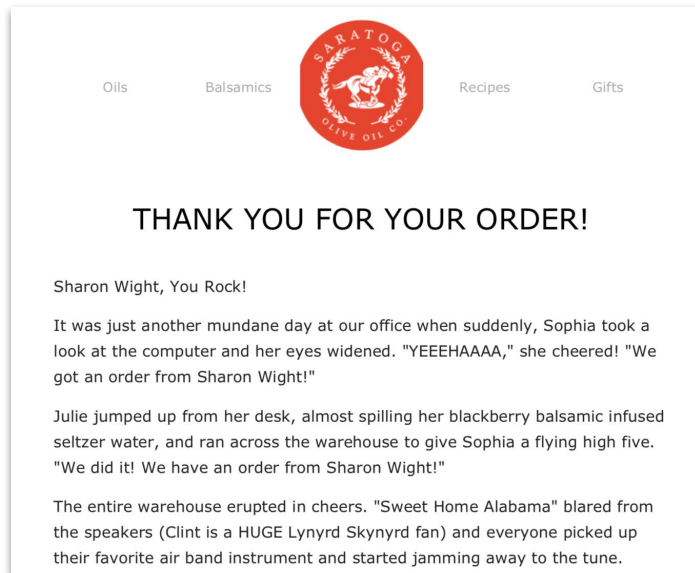 SARATOGA
OLIVE OIL CO.
Oils Balsamics Recipes Gifts
THANK YOU FOR YOUR ORDER!
Sharon Wight, You Rock!
It was just another mundane day at our office when suddenly, Sophia took a
look at the computer and her eyes widened. "YEEEHAAAA," she cheered! "We
got an order from Sharon Wight!"
Julie jumped up from her desk, almost spilling her blackberry balsamic infused
seltzer water, and ran across the warehouse to give Sophia a flying high five.
"We did it! We have an order from Sharon Wight!"
The entire warehouse erupted in cheers. "Sweet Home Alabama" blared from
the speakers (Clint is a HUGE Lynyrd Skynyrd fan) and everyone picked up
their favorite air band instrument and started jamming away to the tune.